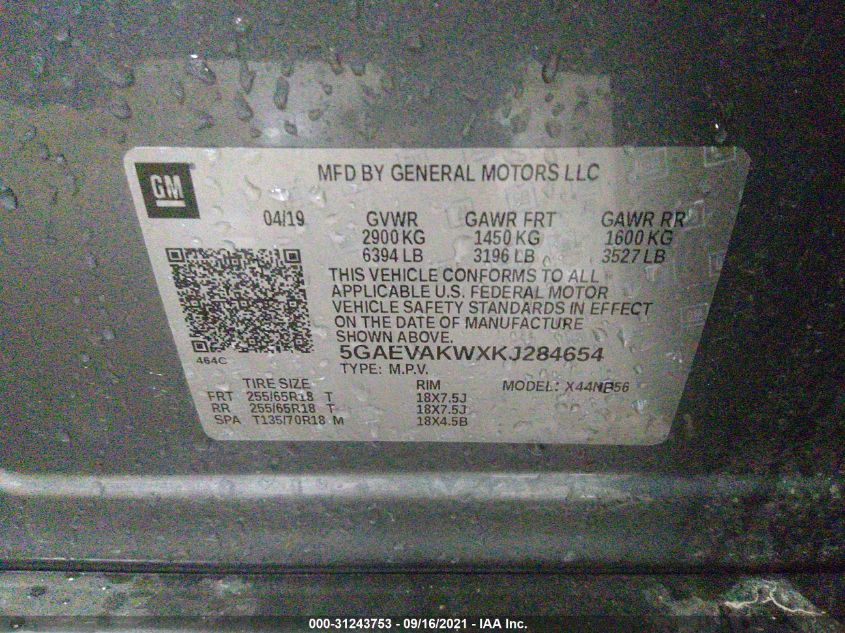 GM
MFD BY GENERAL MOTORS LLC
04/19 GVWR GAWR FRT GAWR RR
2900 KG 1450 KG 1600 KG
6394 LB 3196 LB 3527 LB
THIS VEHICLE CONFORMS TO ALL
APPLICABLE U.S. FEDERAL MOTOR
VEHICLE SAFETY STANDARDS IN EFFECT
ON THE DATE OF MANUFACTURE
SHOWN ABOVE.
464C 5GAEVAKWXKJ284654
TYPE: M.P.V.
TIRE SIZE RIM MODEL:
FRT 255/65R18 T 18X7.5J
RR 255/65R18 T 18X7.5J
SPA T135/70R18 M 18X4.5B
000-31243753 - 09/16/2021 - IAA Inc.